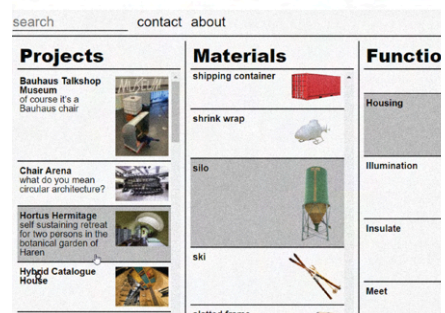 search
contact about
Projects
Bauhaus Talkshop
Museum
of course it's a
Bauhaus chair
Chair Arena
what do you mean
circular architecture?
Hortus Hermitage
self sustaining retreat
for two persons in the
botanical garden of
Haren
Hybrid Catalogue
House
Materials
shipping container
shrink wrap
silo
ski
slatted frame
Functio
Housing
Illumination
Insulate
Meet